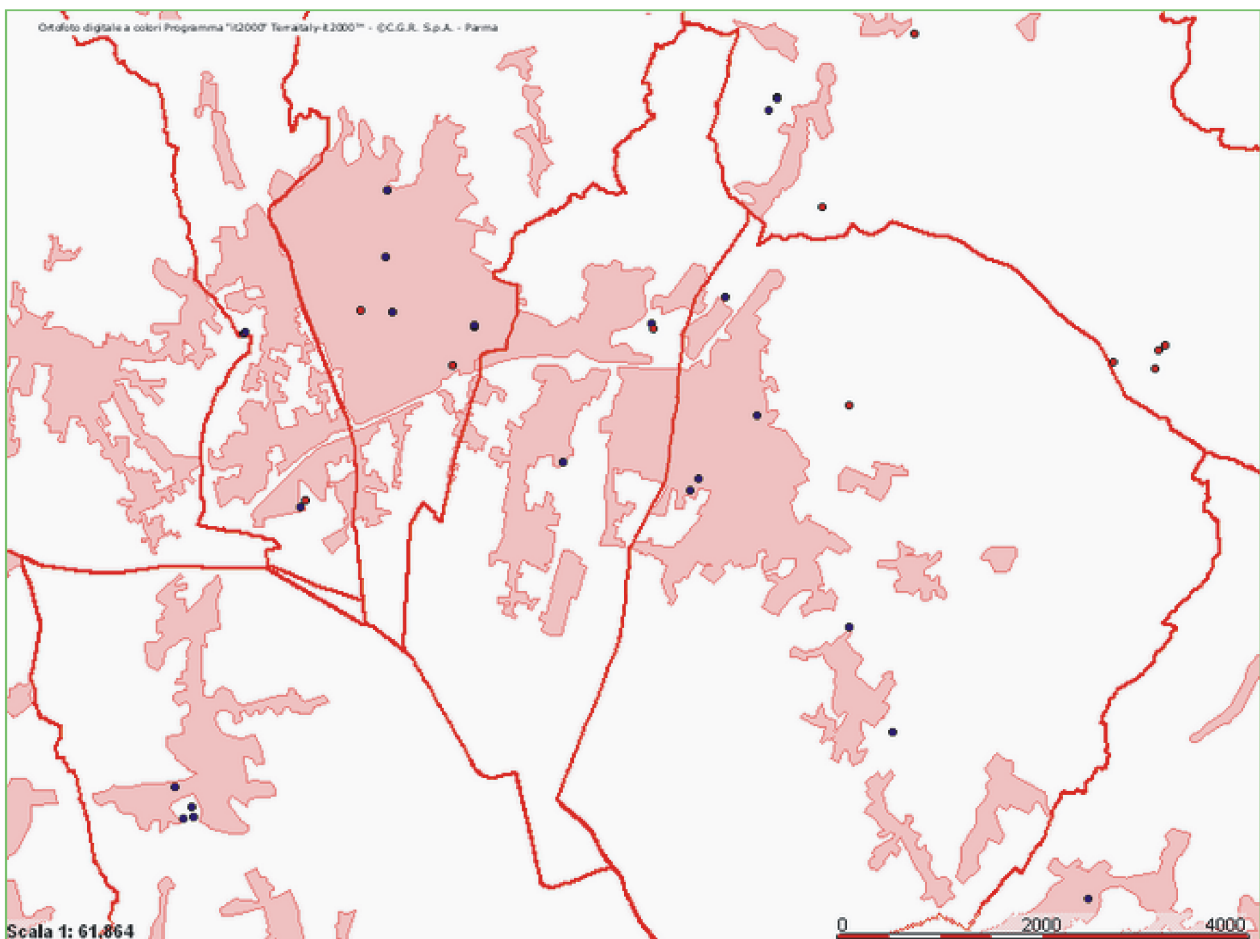 Ortofoto digitale a colori Programma "it2000" Terraitaly-it2000™ - ©C.G.R. S.p.A. - Parma
Scala 1: 61,864
0 2000 4000